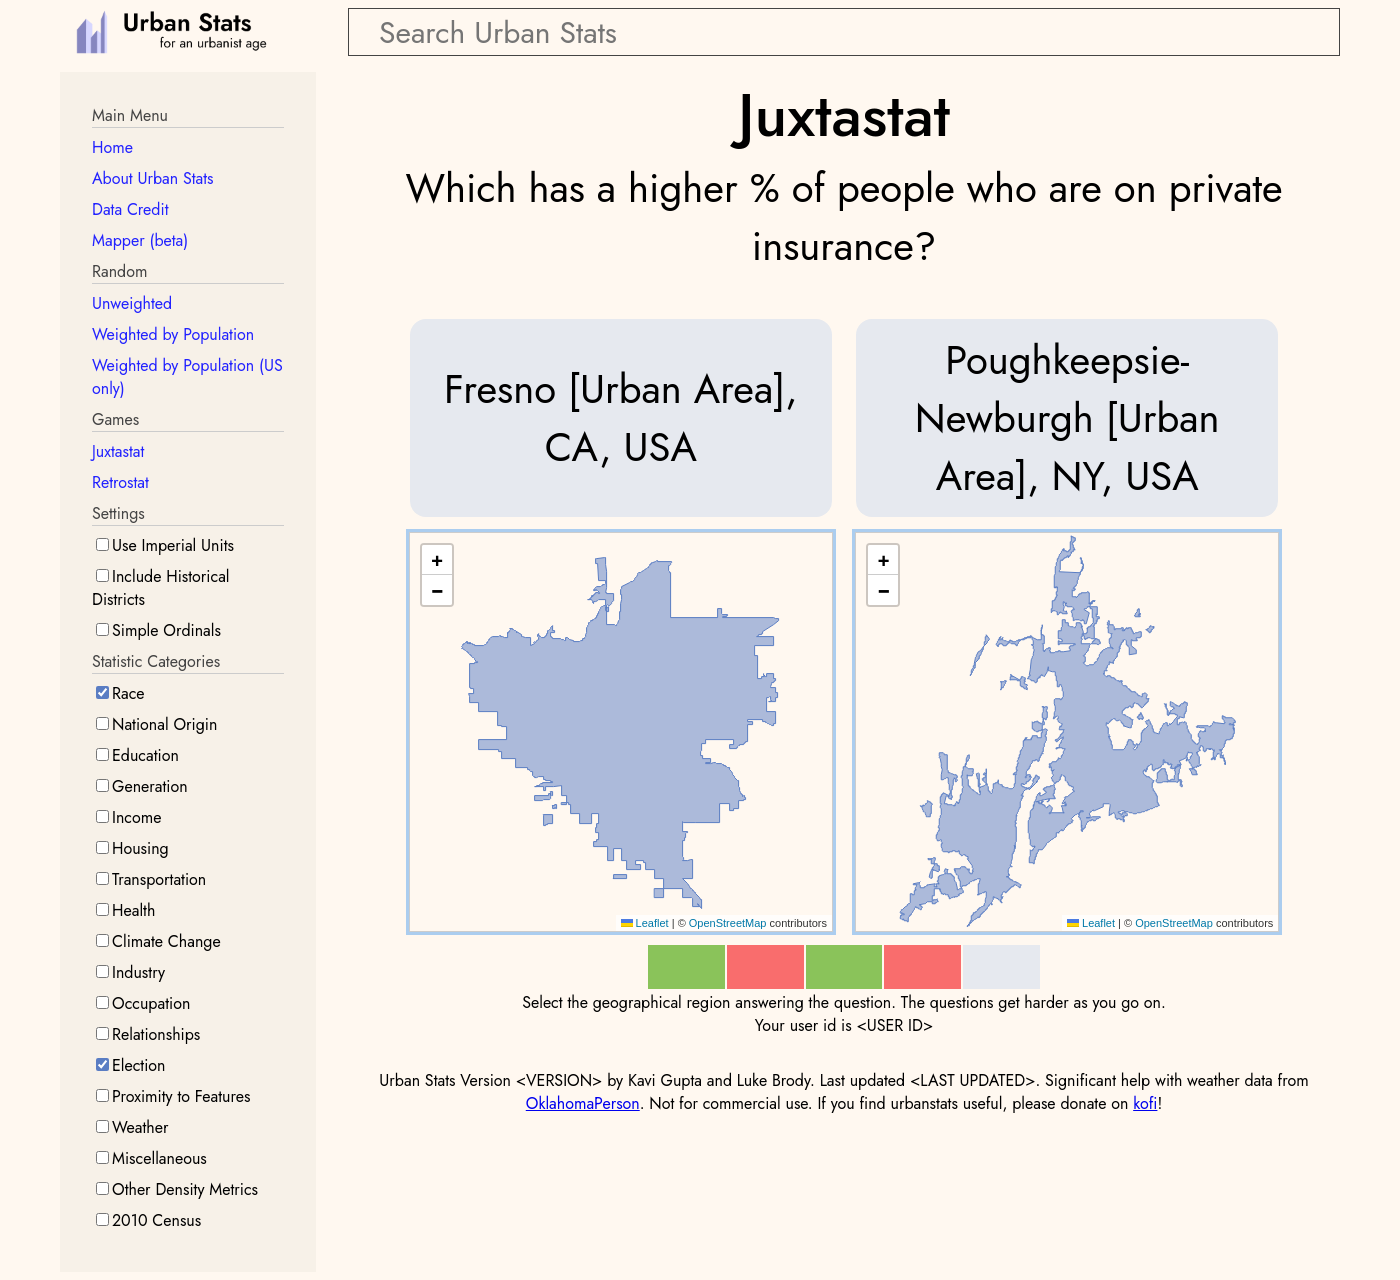 Urban Stats
for an urbanist age
Search Urban Stats
Main Menu
Home
About Urban Stats
Data Credit
Mapper (beta)
Random
Unweighted
Weighted by Population
Weighted by Population (US
only)
Games
Juxtastat
Retrostat
Settings
Use Imperial Units
Include Historical
Districts
Simple Ordinals
Statistic Categories
Race
National Origin
Education
Generation
Income
Housing
Transportation
Health
Climate Change
Industry
Occupation
Relationships
Election
Proximity to Features
Weather
Miscellaneous
Other Density Metrics
2010 Census
Juxtastat
Which has a higher % of people who are on private
insurance?
Fresno [Urban Area],
CA, USA
Poughkeepsie-
Newburgh [Urban
Area], NY, USA
+
−
Leaflet | © OpenStreetMap contributors
+
−
Leaflet | © OpenStreetMap contributors
Select the geographical region answering the question. The questions get harder as you go on.
Your user id is <USER ID>
Urban Stats Version <VERSION> by Kavi Gupta and Luke Brody. Last updated <LAST UPDATED>. Significant help with weather data from
OklahomaPerson. Not for commercial use. If you find urbanstats useful, please donate on kofi!